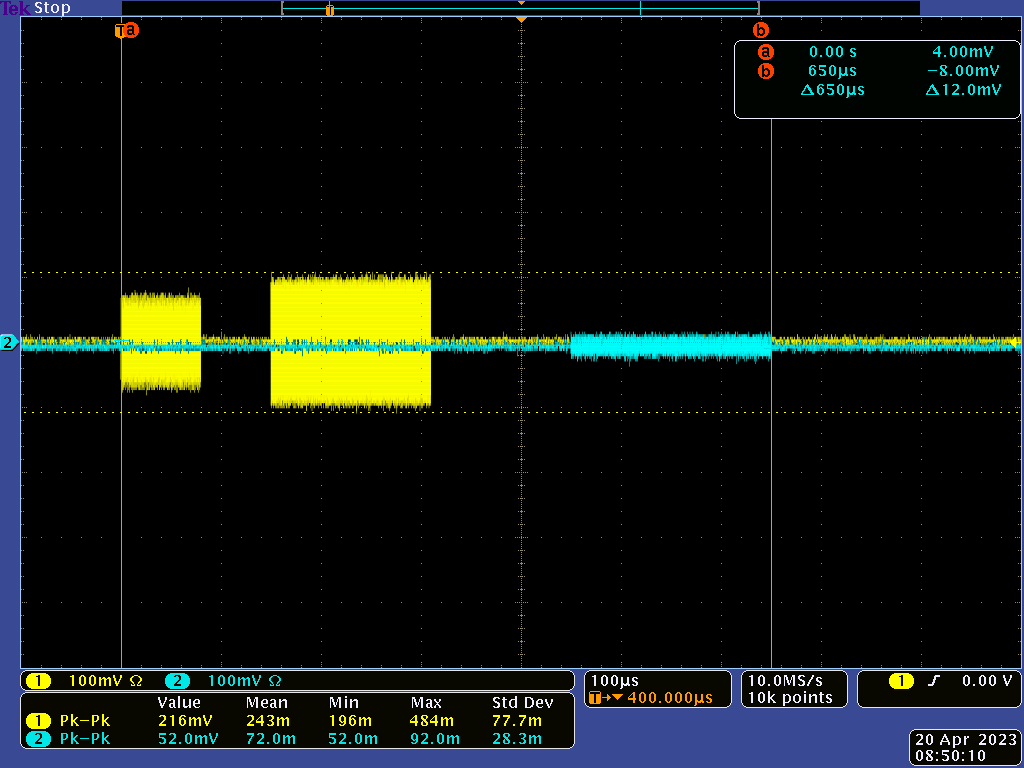 Tek Stop
T a b
a 0.00 s 4.00mV
b 650µs −8.00mV
Δ650µs Δ12.0mV
2
1 100mV Ω 2 100mV Ω
100µs
T→▼400.000µs
10.0MS/s
10k points
1 0.00 V
Value Mean Min Max Std Dev
1 Pk−Pk 216mV 243m 196m 484m 77.7m
2 Pk−Pk 52.0mV 72.0m 52.0m 92.0m 28.3m
20 Apr 2023
08:50:10